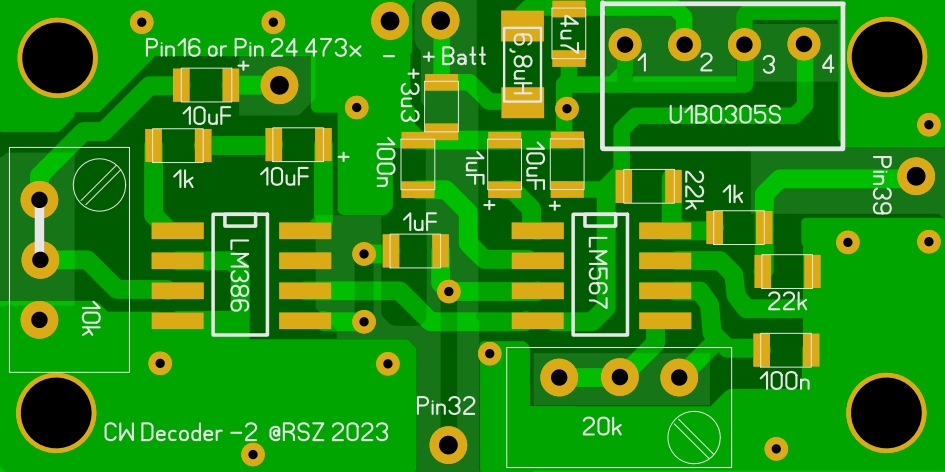 Pin16 or Pin 24 473x
- + Batt
+
10uF
+
3u3
6,8uH
4u7
1 2 3 4
U1B0305S
1k
10uF
+
100n
1uF
+
10uF
+
22k
1k
Pin39
1uF
LM386
LM567
22k
10k
100n
Pin32
20k
CW Decoder -2 @RSZ 2023